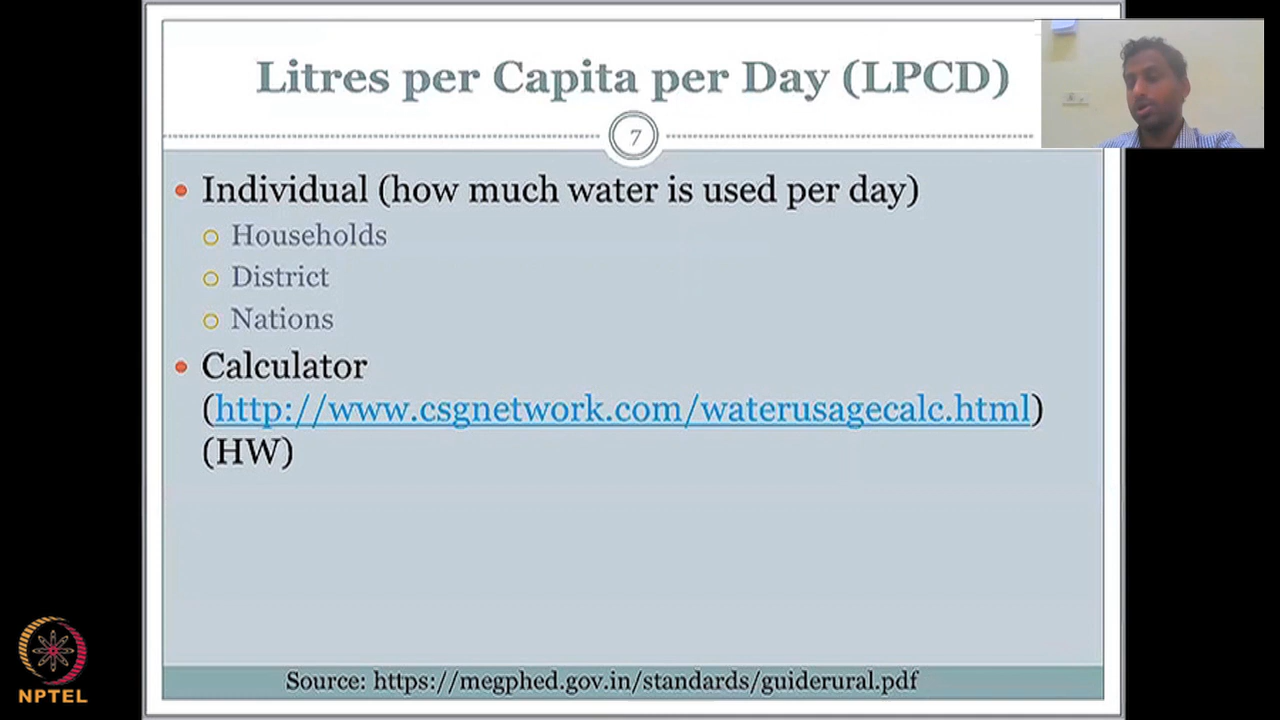 Litres per Capita per Day (LPCD)
7
Individual (how much water is used per day)
Households
District
Nations
Calculator
(http://www.csgnetwork.com/waterusagecalc.html)
(HW)
Source: https://megphed.gov.in/standards/guiderural.pdf
NPTEL